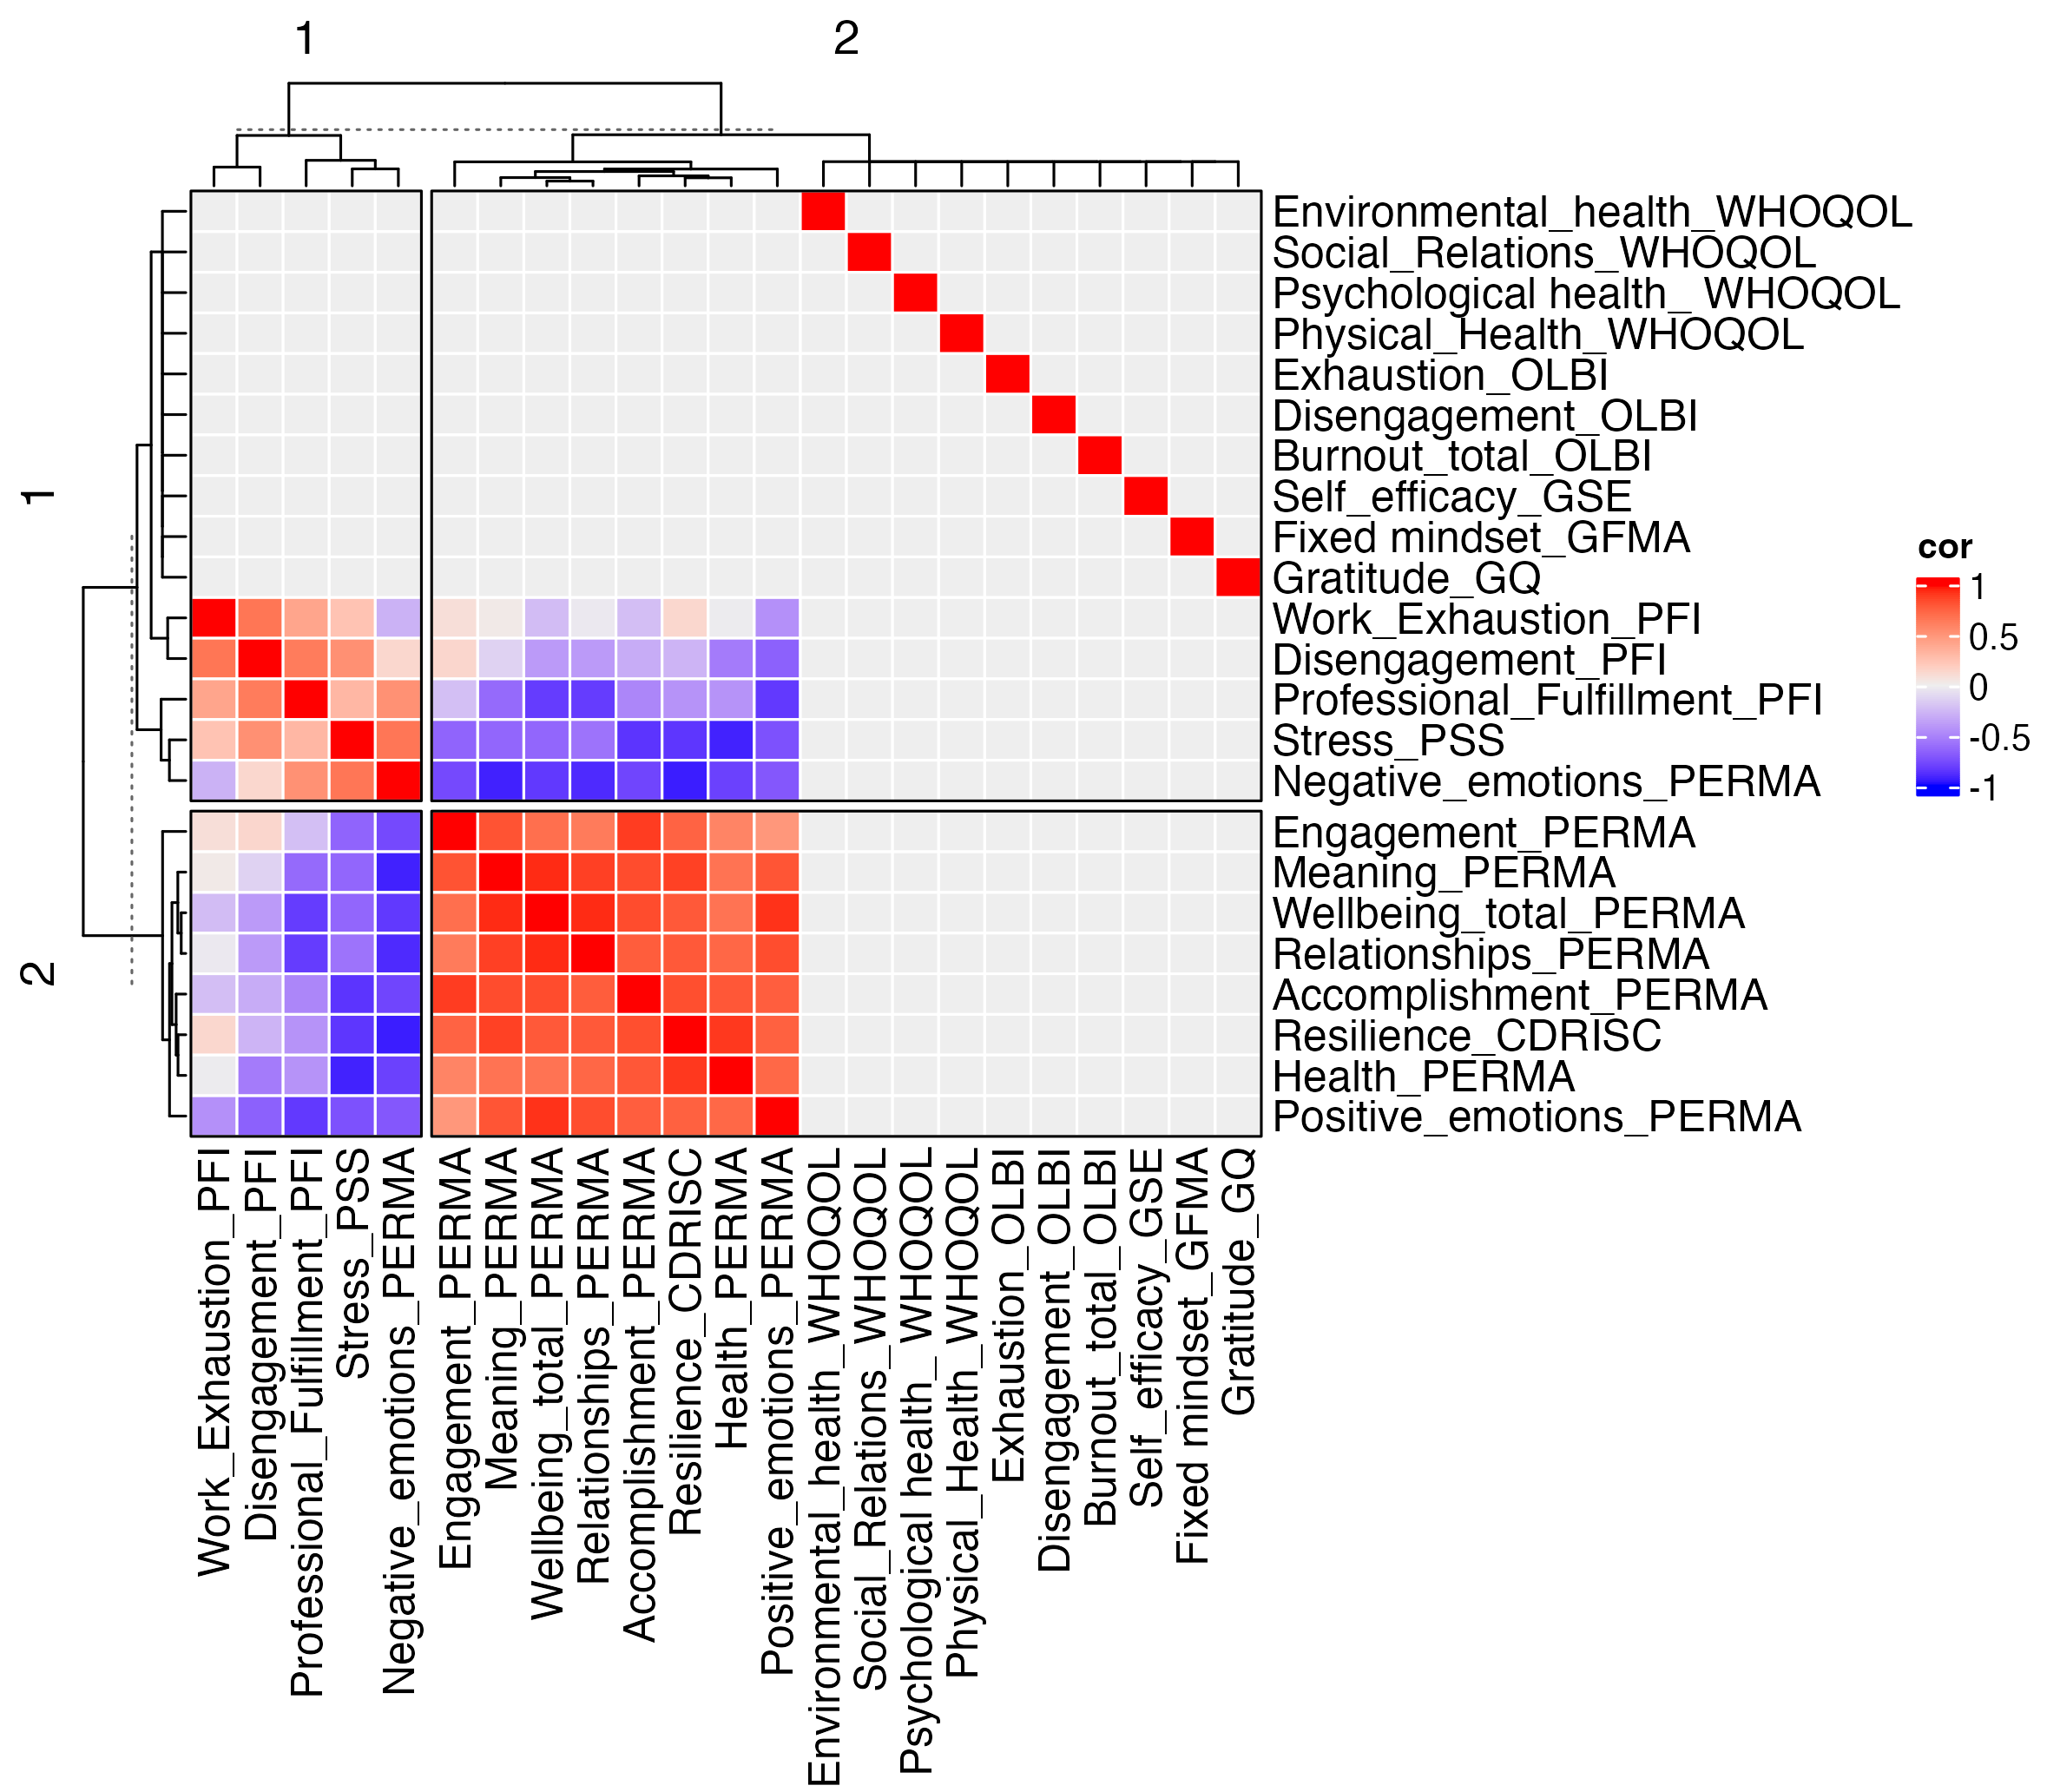 1
2
1
2
Environmental_health_WHOQOL
Social_Relations_WHOQOL
Psychological health_ WHOQOL
Physical_Health_WHOQOL
Exhaustion_OLBI
Disengagement_OLBI
Burnout_total_OLBI
Self_efficacy_GSE
Fixed mindset_GFMA
Gratitude_GQ
Work_Exhaustion_PFI
Disengagement_PFI
Professional_Fulfillment_PFI
Stress_PSS
Negative_emotions_PERMA
Engagement_PERMA
Meaning_PERMA
Wellbeing_total_PERMA
Relationships_PERMA
Accomplishment_PERMA
Resilience_CDRISC
Health_PERMA
Positive_emotions_PERMA
cor
1
0.5
0
-0.5
-1
Work_Exhaustion_PFI
Disengagement_PFI
Professional_Fulfillment_PFI
Stress_PSS
Negative_emotions_PERMA
Engagement_PERMA
Meaning_PERMA
Wellbeing_total_PERMA
Relationships_PERMA
Accomplishment_PERMA
Resilience_CDRISC
Health_PERMA
Positive_emotions_PERMA
Environmental_health_WHOQOL
Social_Relations_WHOQOL
Psychological health_ WHOQOL
Physical_Health_WHOQOL
Exhaustion_OLBI
Disengagement_OLBI
Burnout_total_OLBI
Self_efficacy_GSE
Fixed mindset_GFMA
Gratitude_GQ